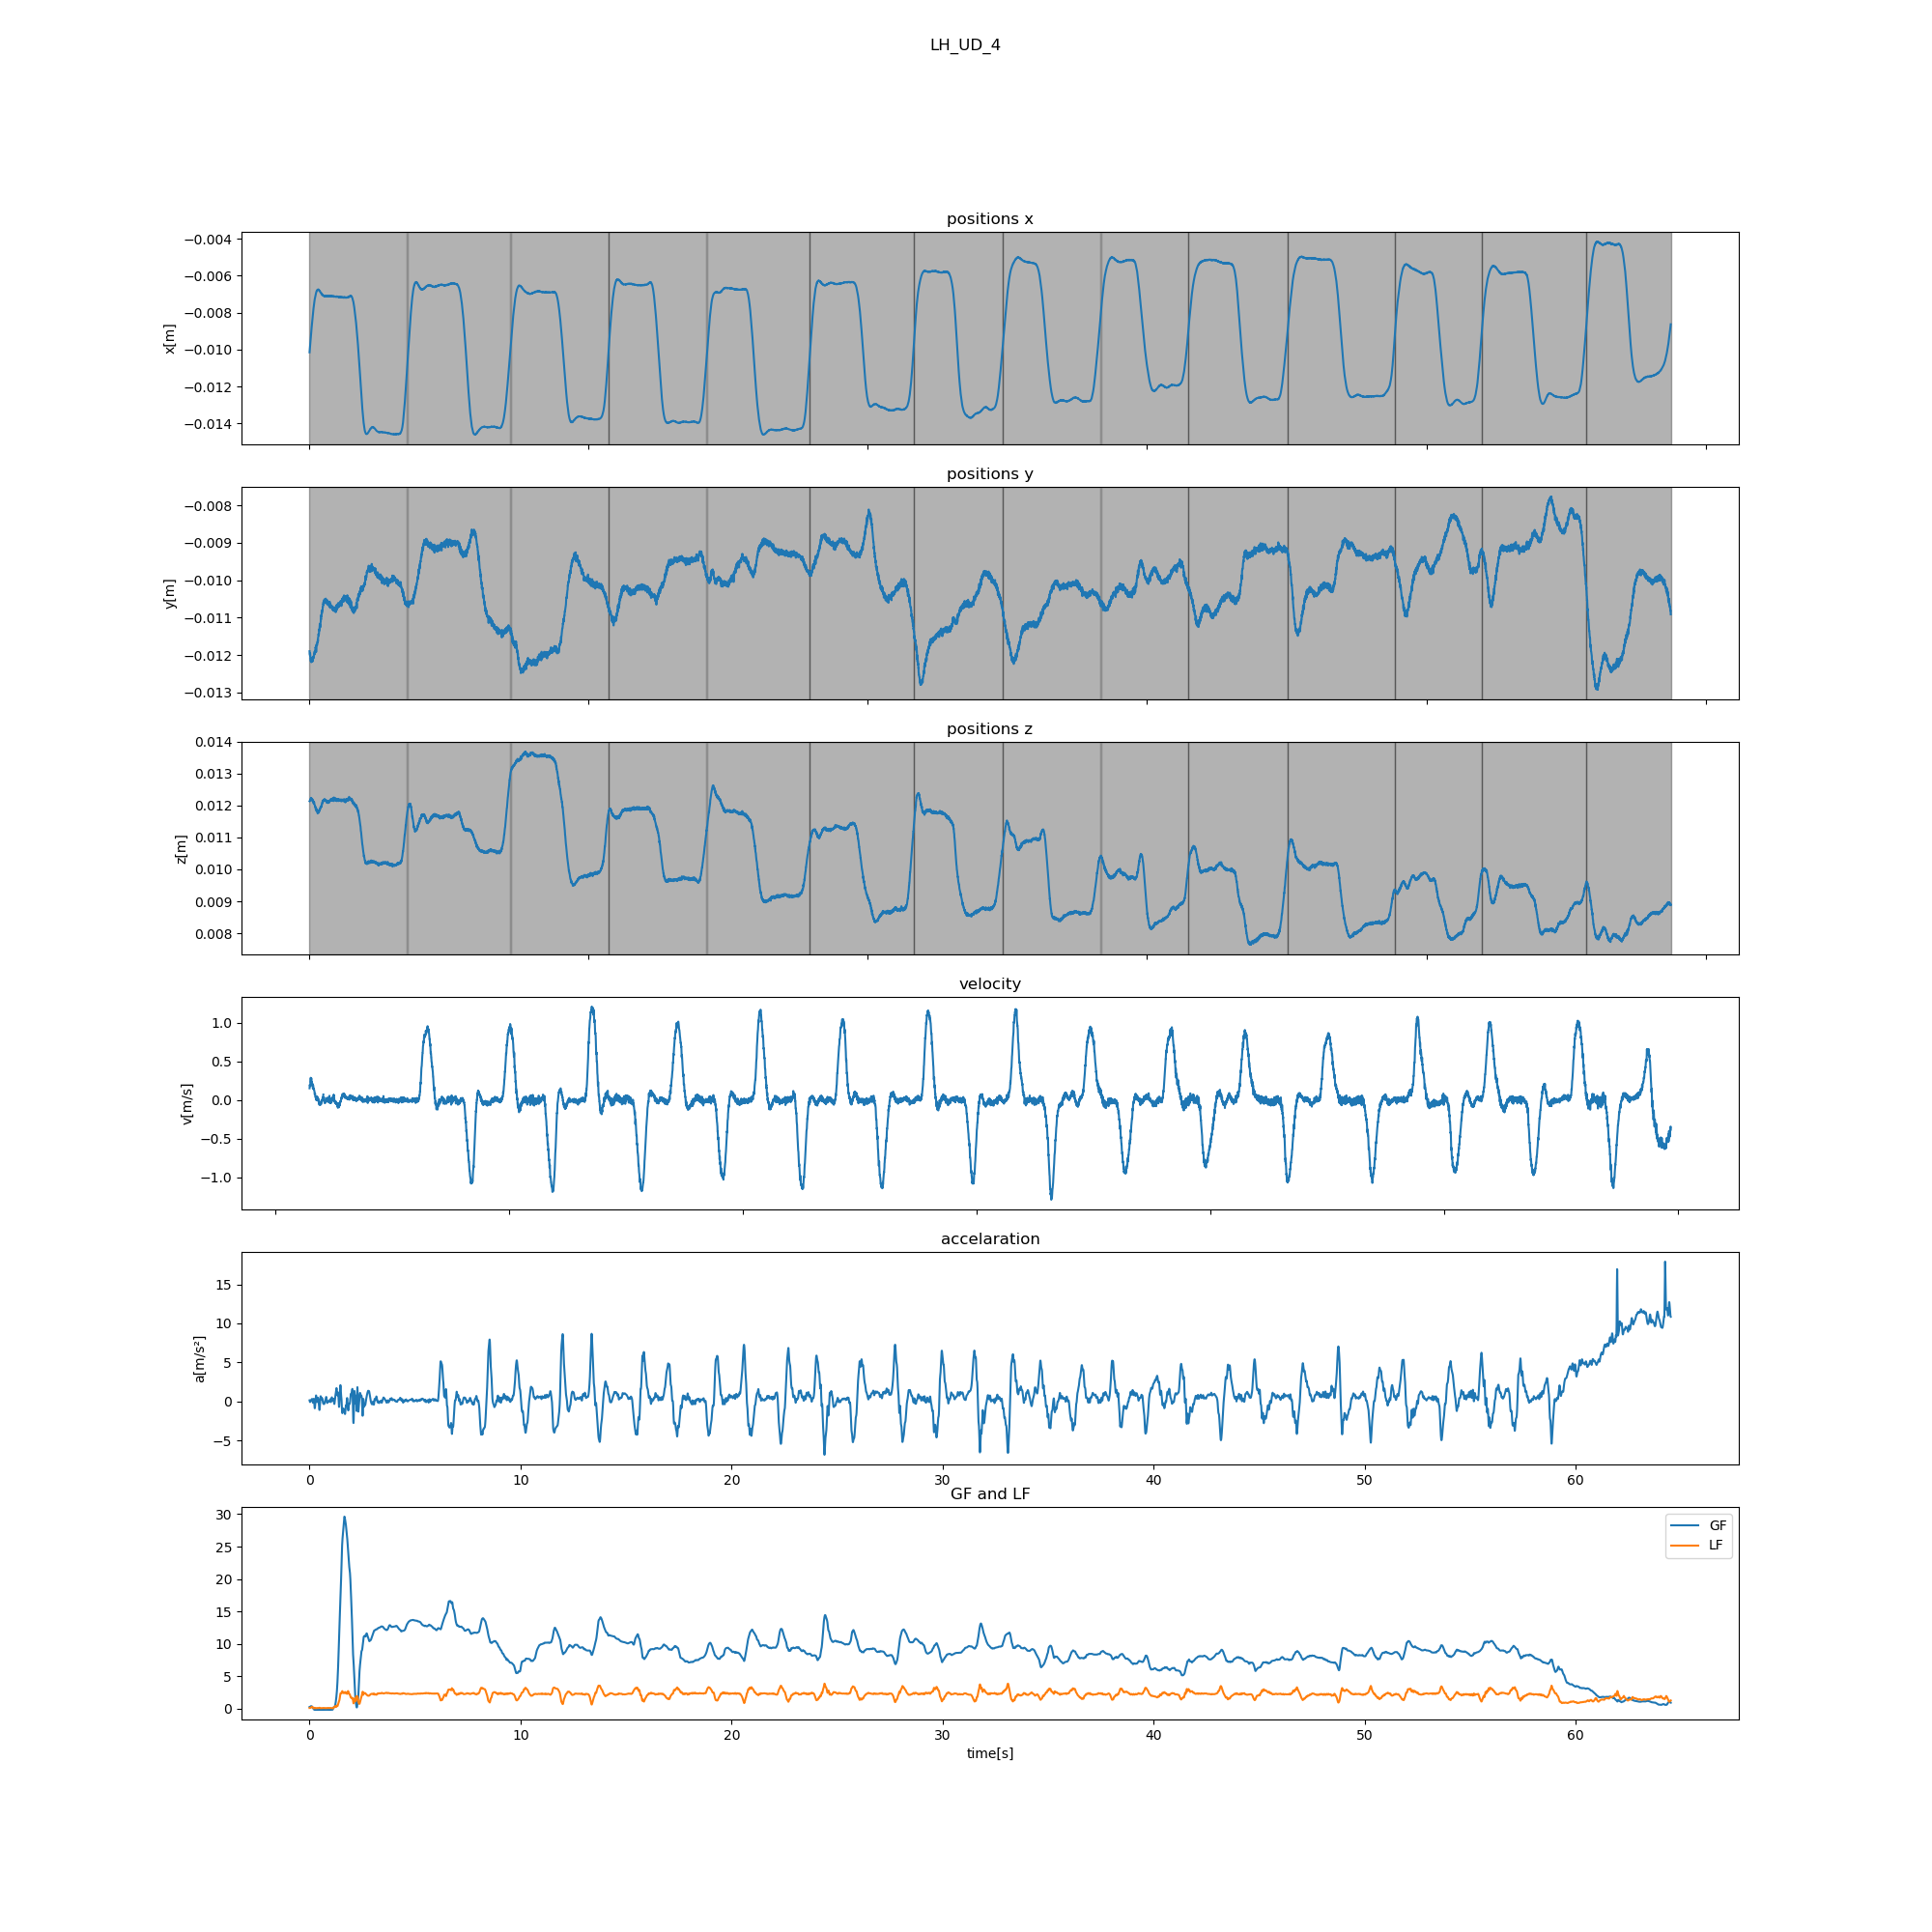 LH_UD_4
positions x
−0.004
−0.006
−0.008
−0.010
−0.012
−0.014
x[m]
positions y
−0.008
−0.009
−0.010
−0.011
−0.012
−0.013
y[m]
positions z
0.014
0.013
0.012
0.011
0.010
0.009
0.008
z[m]
velocity
1.0
0.5
0.0
−0.5
−1.0
v[m/s]
accelaration
15
10
5
0
−5
a[m/s²]
0 10 20 30 40 50 60
GF and LF
30
25
20
15
10
5
0
GF
LF
0 10 20 30 40 50 60
time[s]